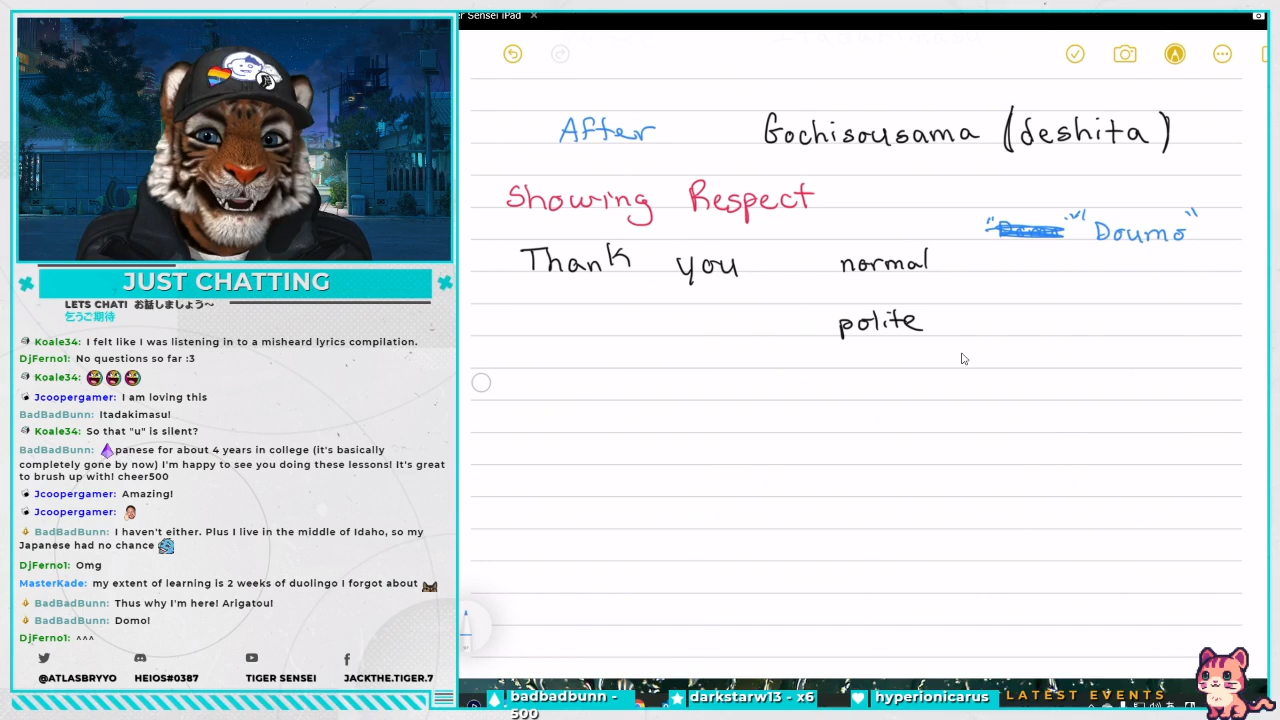 er Sensei iPad ×
After Gochisousama (deshita)
Showing Respect
"Doumo"
Thank you normal
polite
JUST CHATTING
LETS CHAT! お話しましょう〜
乞うご期待
Koale34: I felt like I was listening in to a misheard lyrics compilation.
DjFerno1: No questions so far :3
Koale34:
Jcoopergamer: I am loving this
BadBadBunn: Itadakimasu!
Koale34: So that "u" is silent?
BadBadBunn: panese for about 4 years in college (it's basically
completely gone by now) I'm happy to see you doing these lessons! It's great
to brush up with! cheer500
Jcoopergamer: Amazing!
Jcoopergamer:
BadBadBunn: I haven't either. Plus I live in the middle of Idaho, so my
Japanese had no chance
DjFerno1: Omg
MasterKade: my extent of learning is 2 weeks of duolingo I forgot about
BadBadBunn: Thus why I'm here! Arigatou!
BadBadBunn: Domo!
DjFerno1: ^^^
@ATLASBRYYO HEIOS#0387 TIGER SENSEI JACKTHE.TIGER.7
badbadbunn - 500
darkstarw13 - x6
hyperionicarus
LATEST EVENTS